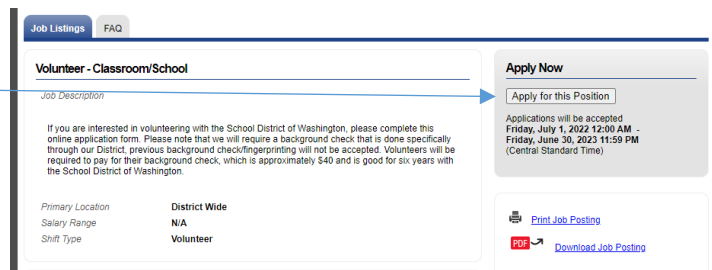 Job Listings FAQ
Volunteer - Classroom/School
Job Description
If you are interested in volunteering with the School District of Washington, please complete this
online application form. Please note that we will require a background check that is done specifically
through our District, previous background check/fingerprinting will not be accepted. Volunteers will be
required to pay for their background check, which is approximately $40 and is good for six years with
the School District of Washington.
Primary Location District Wide
Salary Range N/A
Shift Type Volunteer
Apply Now
Apply for this Position
Applications will be accepted
Friday, July 1, 2022 12:00 AM -
Friday, June 30, 2023 11:59 PM
(Central Standard Time)
Print Job Posting
PDF Download Job Posting